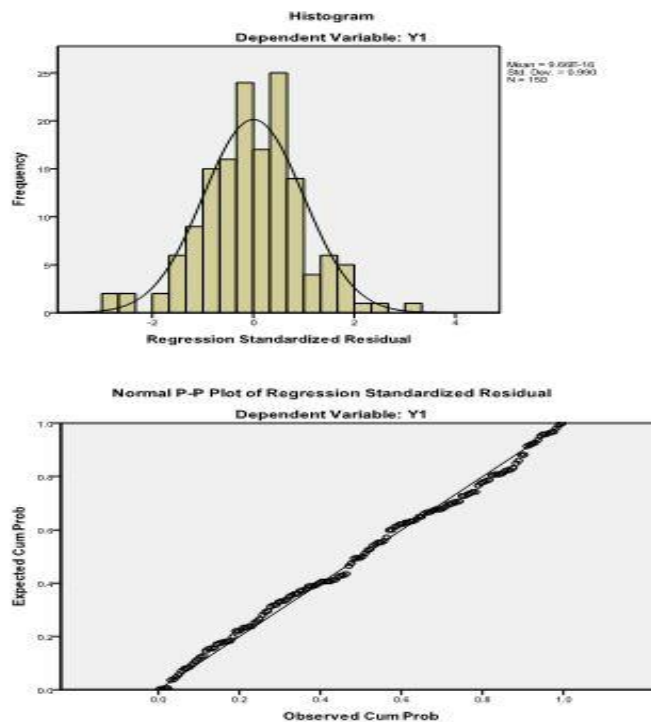 Histogram
Dependent Variable: Y1
Mean = 9.66E-16
Std. Dev. = 0.990
N = 150
25
20
15
10
5
0
Frequency
-2 0 2 4
Regression Standardized Residual
Normal P-P Plot of Regression Standardized Residual
Dependent Variable: Y1
1.0
0.8
0.6
0.4
0.2
0.0
Expected Cum Prob
0.0 0.2 0.4 0.6 0.8 1.0
Observed Cum Prob